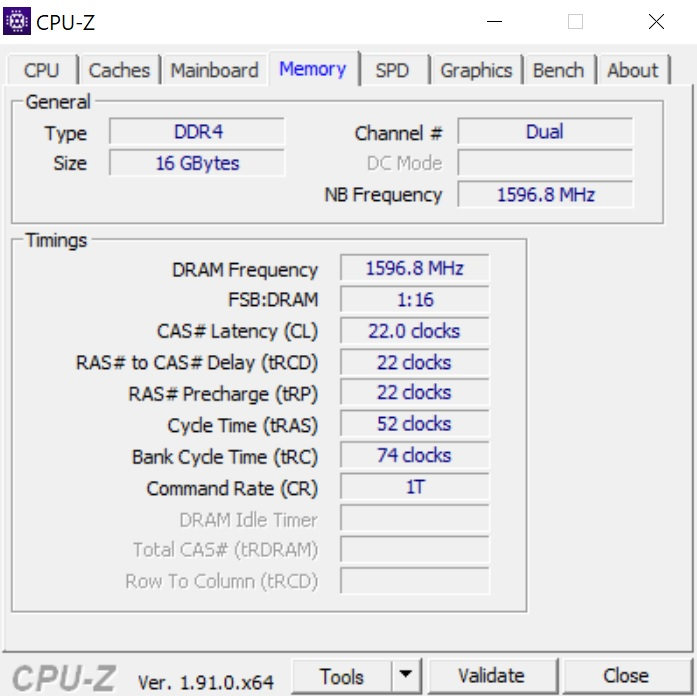 CPU-Z
CPU Caches Mainboard Memory SPD Graphics Bench About
General
Type DDR4 Channel # Dual
Size 16 GBytes DC Mode
NB Frequency 1596.8 MHz
Timings
DRAM Frequency 1596.8 MHz
FSB:DRAM 1:16
CAS# Latency (CL) 22.0 clocks
RAS# to CAS# Delay (tRCD) 22 clocks
RAS# Precharge (tRP) 22 clocks
Cycle Time (tRAS) 52 clocks
Bank Cycle Time (tRC) 74 clocks
Command Rate (CR) 1T
DRAM Idle Timer
Total CAS# (tRDRAM)
Row To Column (tRCD)
CPU-Z Ver. 1.91.0.x64 Tools Validate Close